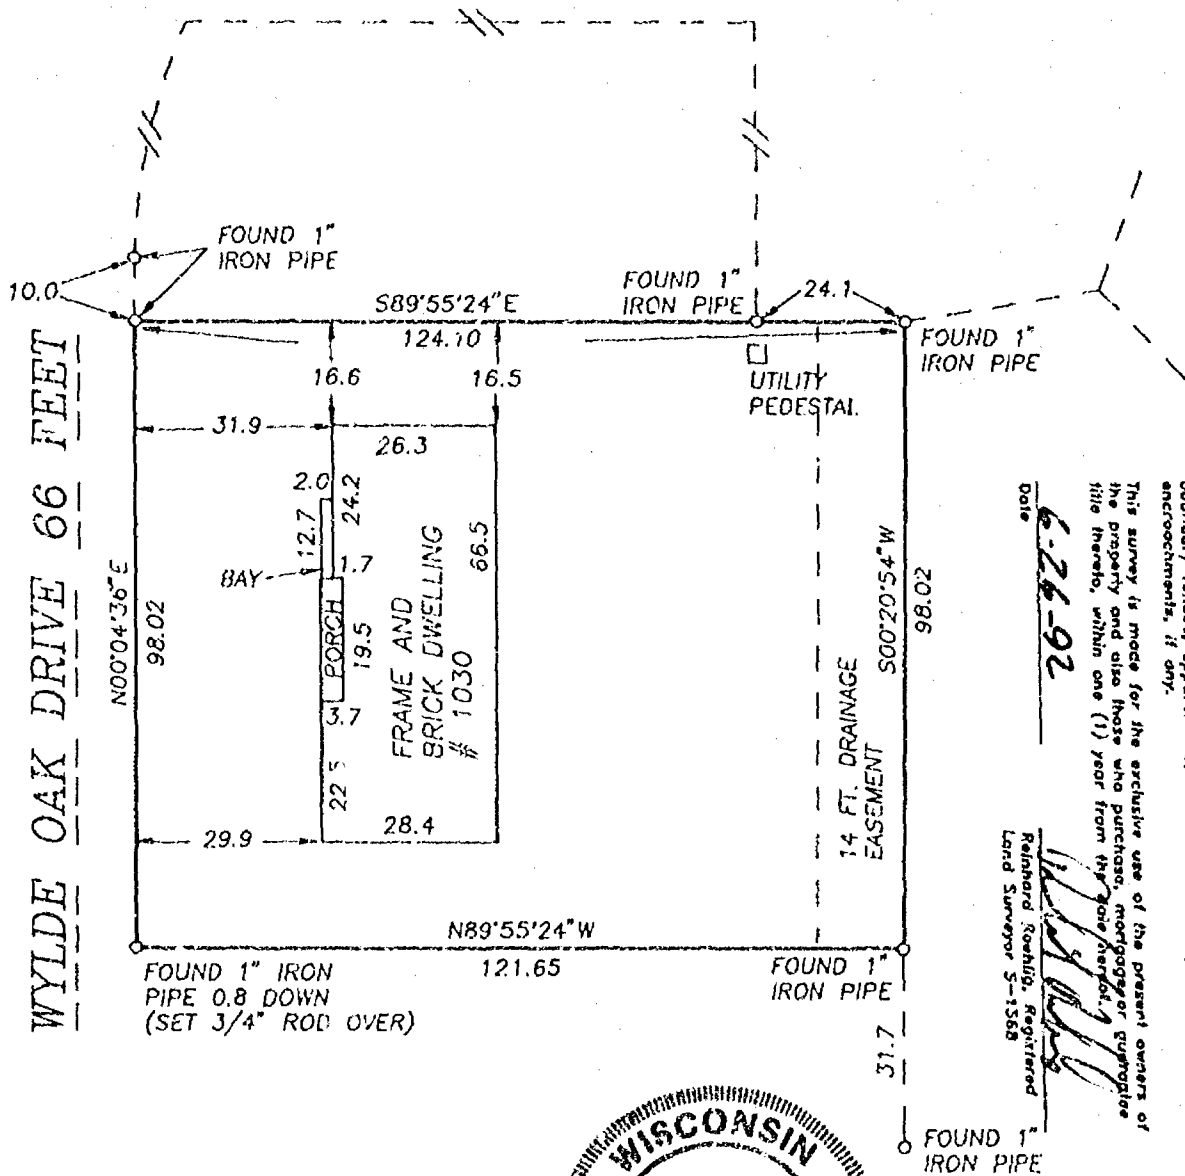 FOUND 1"
IRON PIPE
10.0
FOUND 1"
IRON PIPE
24.1
S89°55'24"E
124.10
FOUND 1"
IRON PIPE
16.6
16.5
UTILITY
PEDESTAL
31.9
26.3
2.0
24.2
12.7
BAY
1.7
PORCH
19.5
3.7
22.5
FRAME AND
BRICK DWELLING
# 1030
66.5
29.9
28.4
WYLDE OAK DRIVE 66 FEET
N00°04'36"E
98.02
14 FT. DRAINAGE
EASEMENT
S00°20'54"W
98.02
N89°55'24"W
121.65
FOUND 1" IRON
PIPE 0.8 DOWN
(SET 3/4" ROD OVER)
FOUND 1"
IRON PIPE
31.7
FOUND 1"
IRON PIPE
WISCONSIN
encroachments, if any.
This survey is made for the exclusive use of the present owners of
the property and also those who purchase, mortgage or guarantee
title thereto, within one (1) year from the date hereof.
6-26-92
Date
Reinhard Registered
Land Surveyor S-1368